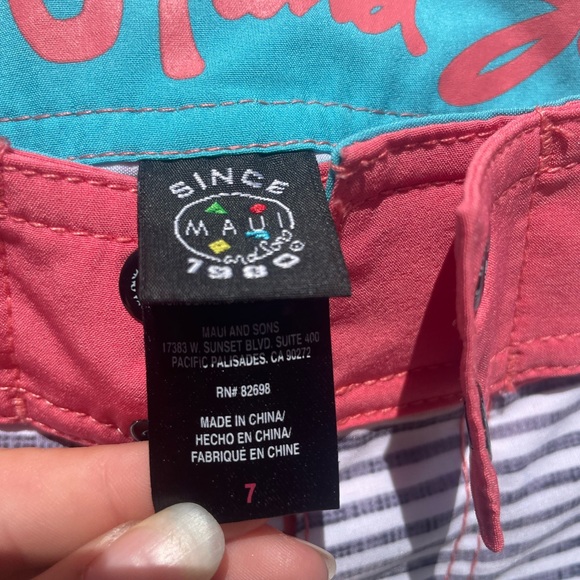 SINCE
MAUI
and Sons
1980
MAUI AND SONS
17383 W. SUNSET BLVD. SUITE 400
PACIFIC PALISADES, CA 90272
RN# 82698
MADE IN CHINA/
HECHO EN CHINA/
FABRIQUÉ EN CHINE
7